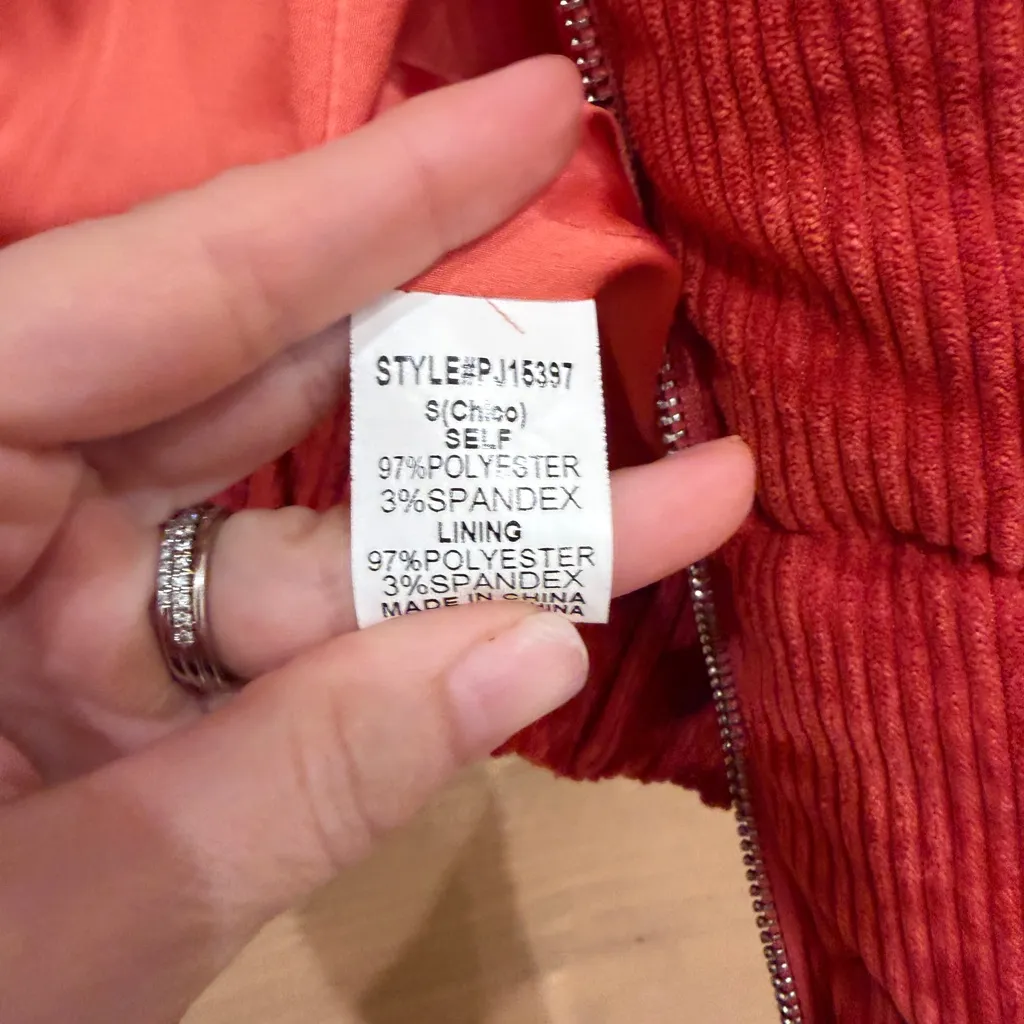 STYLE#PJ15397
S(Chico)
SELF
97%POLYESTER
3%SPANDEX
LINING
97%POLYESTER
3%SPANDEX
MADE IN CHINA